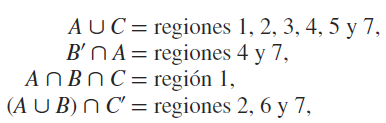 A ∪ C = regiones 1, 2, 3, 4, 5 y 7,
B′ ∩ A = regiones 4 y 7,
A ∩ B ∩ C = región 1,
(A ∪ B) ∩ C′ = regiones 2, 6 y 7,